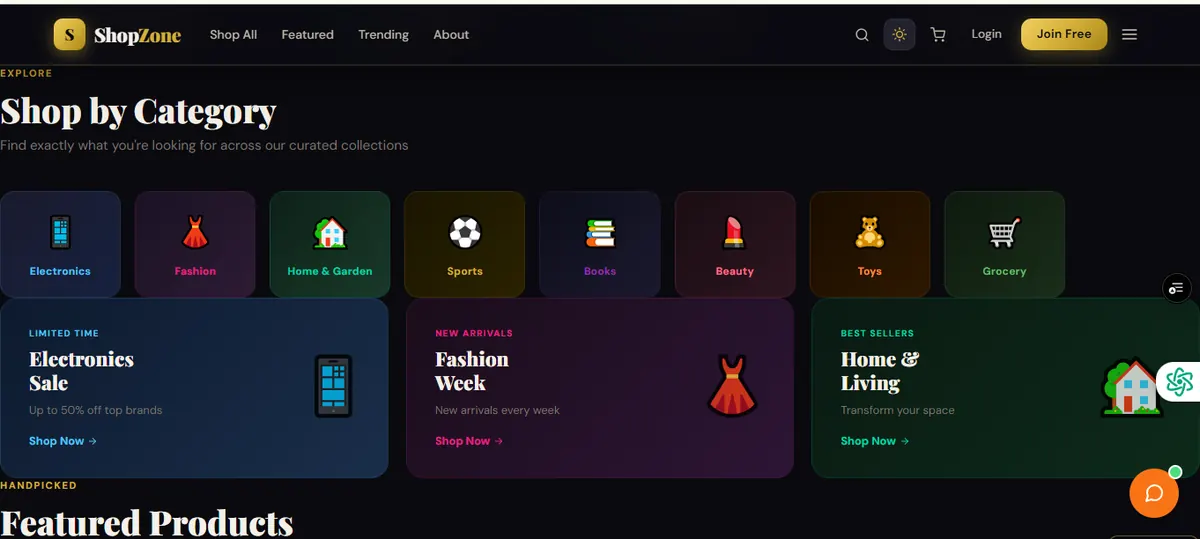 S ShopZone Shop All Featured Trending About Login Join Free
EXPLORE
Shop by Category
Find exactly what you're looking for across our curated collections
Electronics Fashion Home & Garden Sports Books Beauty Toys Grocery
LIMITED TIME
Electronics
Sale
Up to 50% off top brands
Shop Now →
NEW ARRIVALS
Fashion
Week
New arrivals every week
Shop Now →
BEST SELLERS
Home &
Living
Transform your space
Shop Now →
HANDPICKED
Featured Products